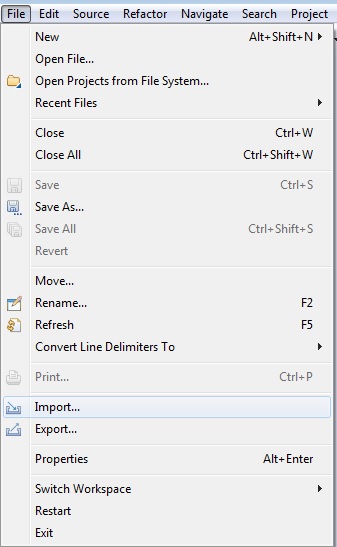 File Edit Source Refactor Navigate Search Project
New Alt+Shift+N
Open File...
Open Projects from File System...
Recent Files
Close Ctrl+W
Close All Ctrl+Shift+W
Save Ctrl+S
Save As...
Save All Ctrl+Shift+S
Revert
Move...
Rename... F2
Refresh F5
Convert Line Delimiters To
Print... Ctrl+P
Import...
Export...
Properties Alt+Enter
Switch Workspace
Restart
Exit